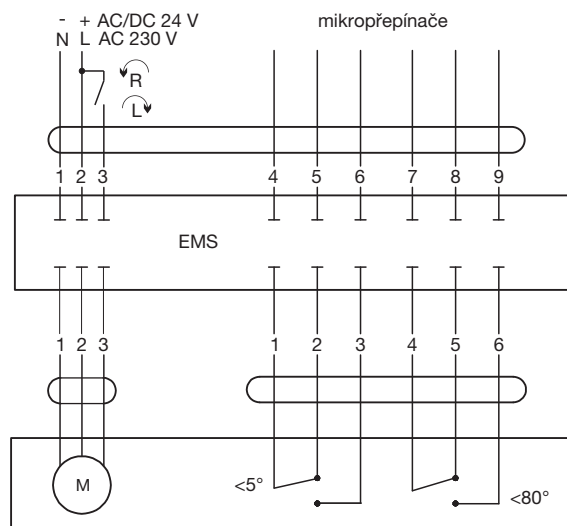 - + AC/DC 24 V
N L AC 230 V
mikropřepínače
R
L
1 2 3 4 5 6 7 8 9
EMS
1 2 3 1 2 3 4 5 6
M
<5°
<80°